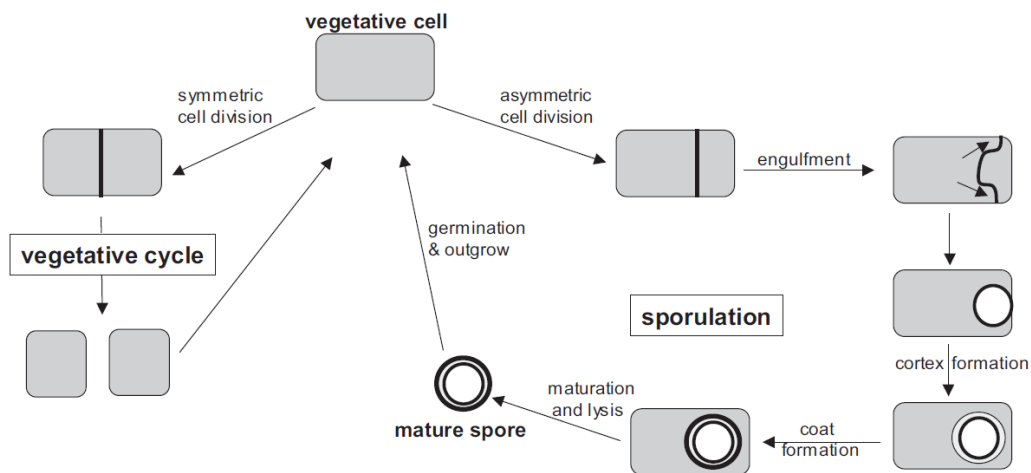 vegetative cell
symmetric
cell division
asymmetric
cell division
engulfment
vegetative cycle
germination
& outgrow
sporulation
cortex formation
maturation
and lysis
mature spore
coat
formation